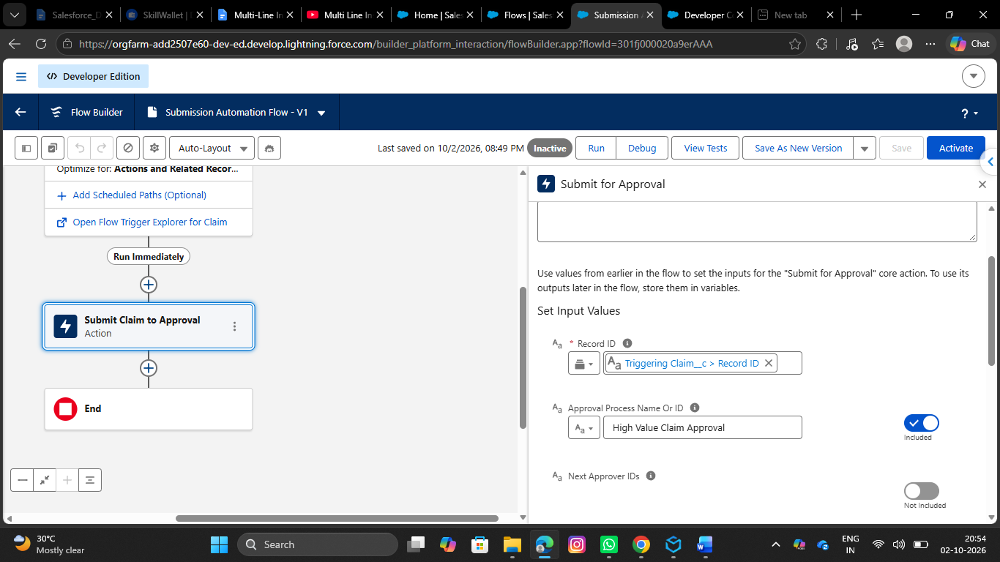 Salesforce_D
SkillWallet |
Multi-Line In
Multi Line In
Home | Sales
Flows | Sales
Submission A
Developer Co
New tab
https://orgfarm-add2507e60-dev-ed.develop.lightning.force.com/builder_platform_interaction/flowBuilder.app?flowId=301fj000020a9erAAA
Chat
Developer Edition
Flow Builder
Submission Automation Flow - V1
?
Auto-Layout
Last saved on 10/2/2026, 08:49 PM
Inactive
Run
Debug
View Tests
Save As New Version
Save
Activate
Optimize for: Actions and Related Recor...
Add Scheduled Paths (Optional)
Open Flow Trigger Explorer for Claim
Run Immediately
Submit Claim to Approval
Action
End
Submit for Approval
Use values from earlier in the flow to set the inputs for the "Submit for Approval" core action. To use its
outputs later in the flow, store them in variables.
Set Input Values
Aa * Record ID
Aa Triggering Claim__c > Record ID
Aa Approval Process Name Or ID
Aa High Value Claim Approval
Included
Aa Next Approver IDs
Not Included
30°C
Mostly clear
Search
ENG
IN
20:54
02-10-2026